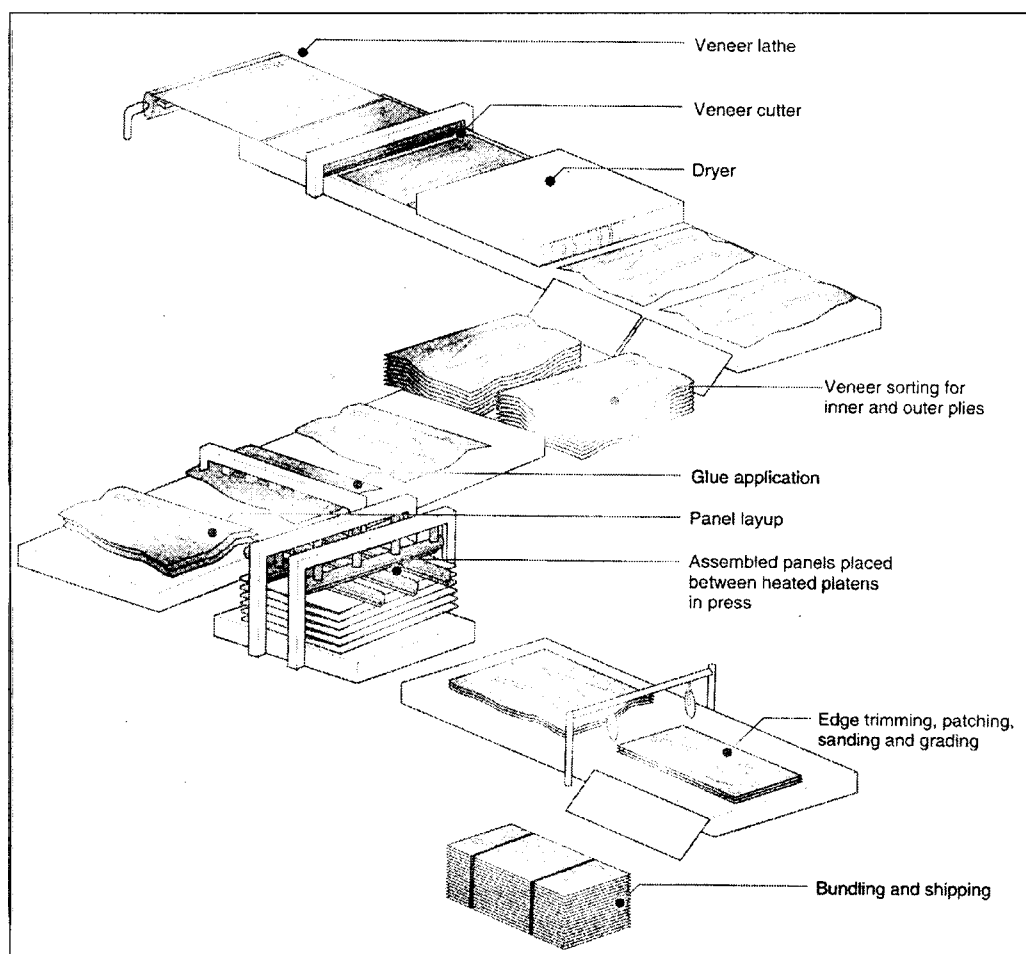 Veneer lathe
Veneer cutter
Dryer
Veneer sorting for
inner and outer plies
Glue application
Panel layup
Assembled panels placed
between heated platens
in press
Edge trimming, patching,
sanding and grading
Bundling and shipping